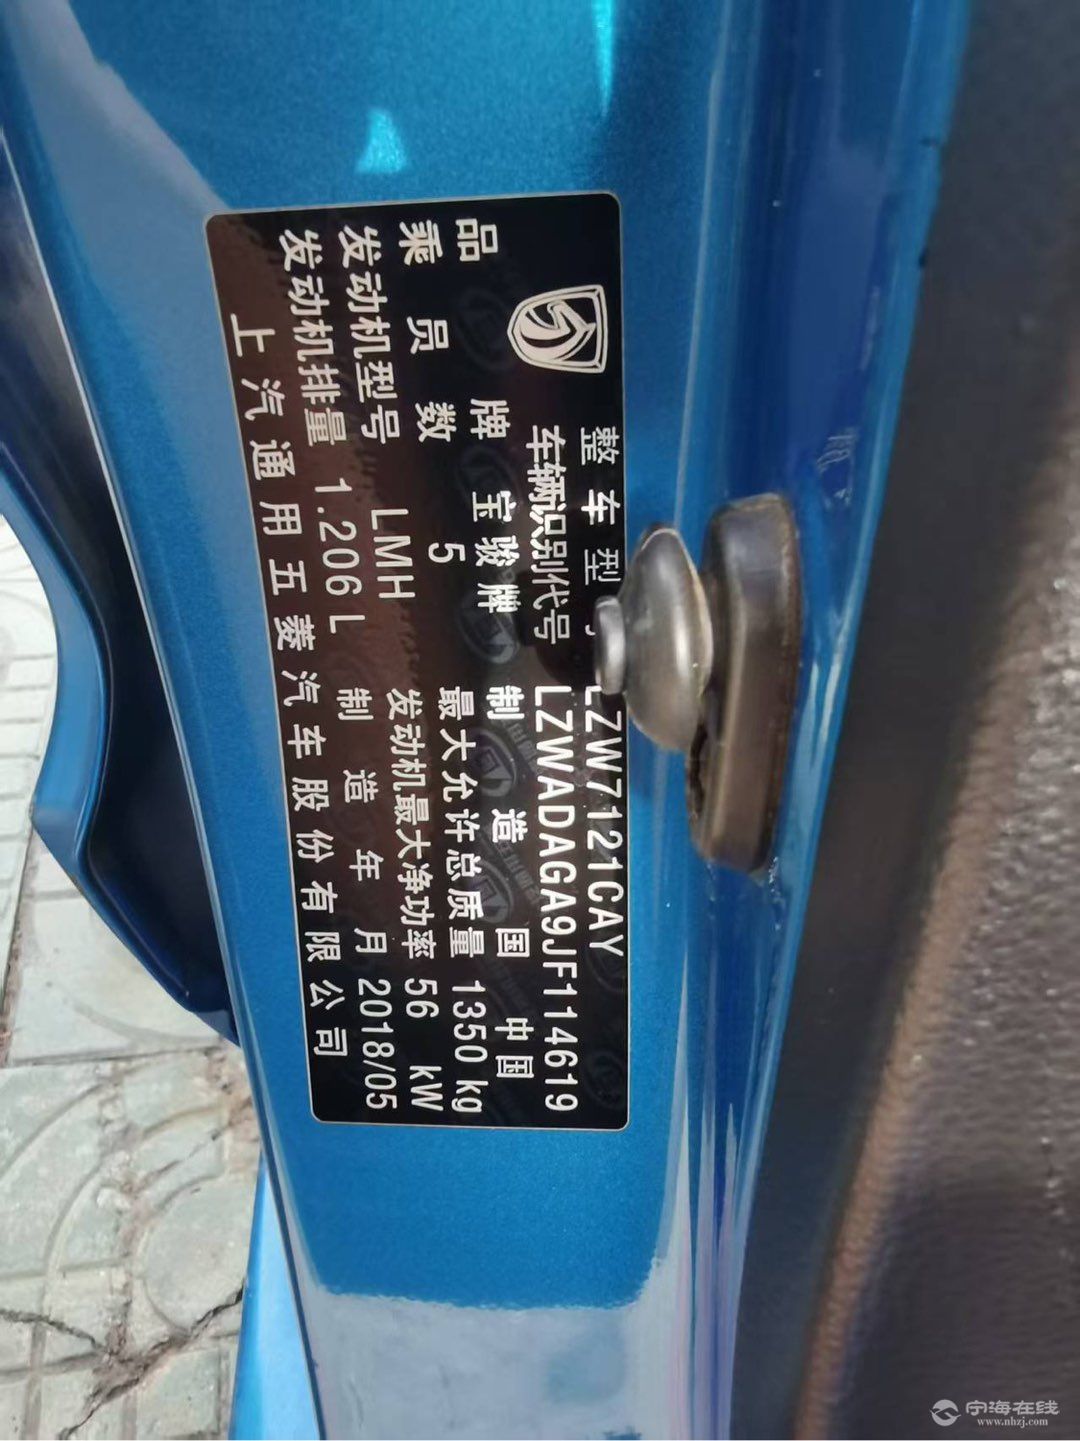 整车型 LZW7121CAY
车辆识别代号 LZWADAGA9JF114619
品牌 宝骏牌 制造国 中国
乘员数 5 最大允许总质量 1350 kg
发动机型号 LMH 发动机最大净功率 56 kW
发动机排量 1.206L 制造年月 2018/05
上汽通用五菱汽车股份有限公司
宁海在线
www.nhzj.com